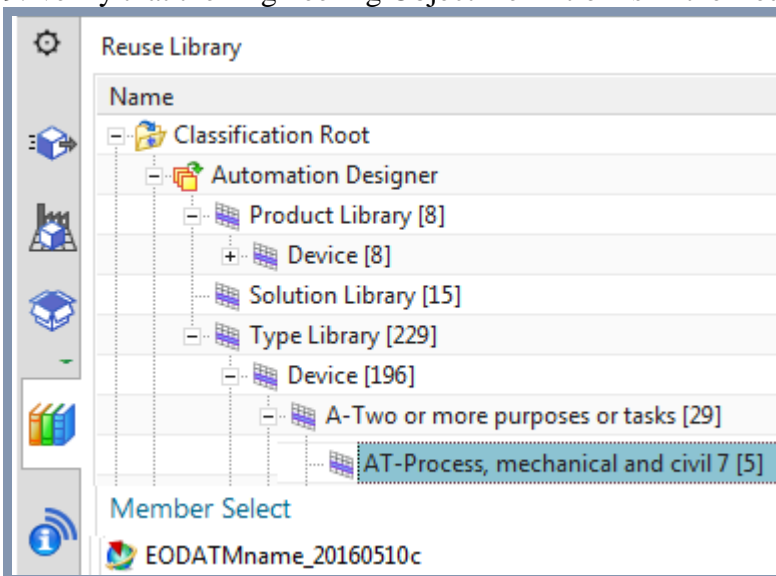 Reuse Library
Name
Classification Root
Automation Designer
Product Library [8]
Device [8]
Solution Library [15]
Type Library [229]
Device [196]
A-Two or more purposes or tasks [29]
AT-Process, mechanical and civil 7 [5]
Member Select
EODATMname_20160510c